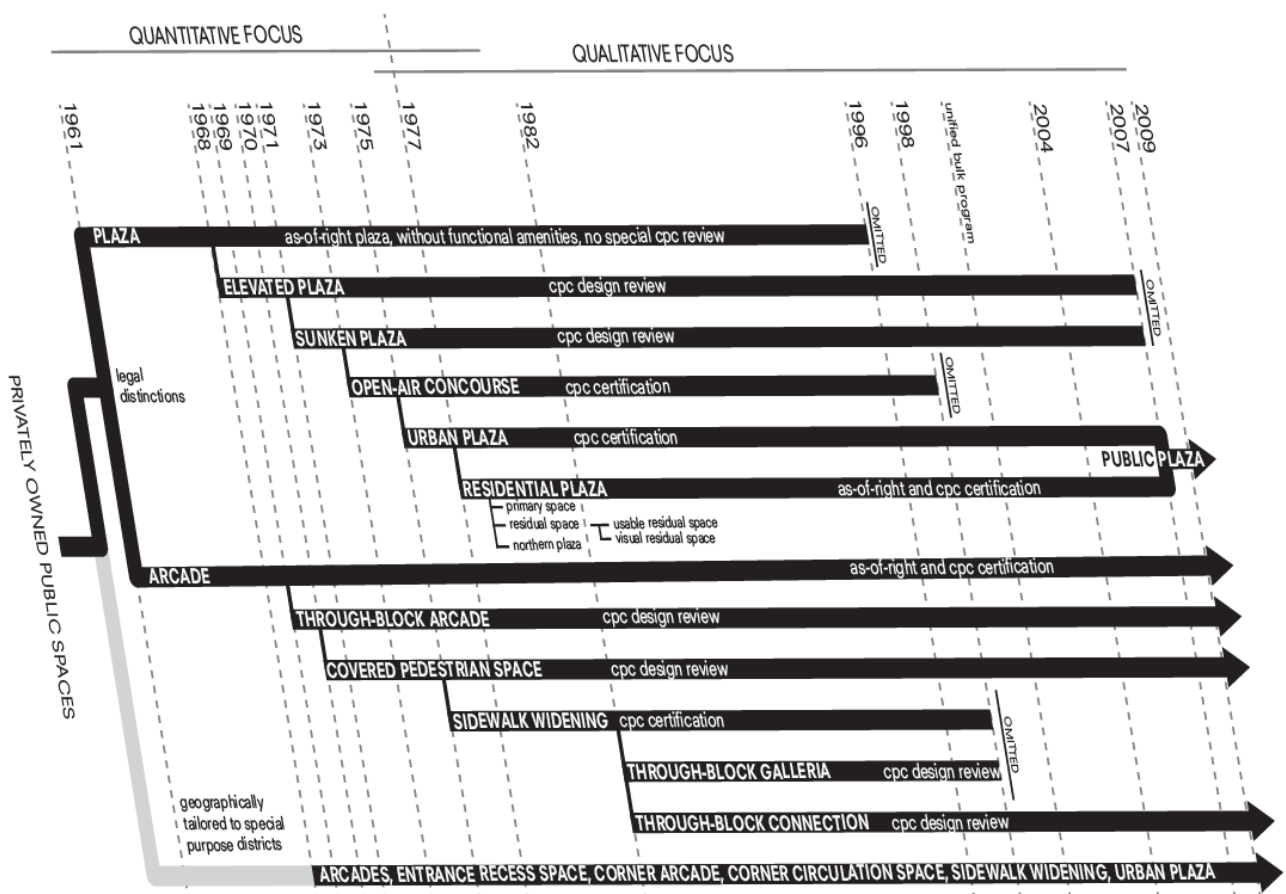 QUANTITATIVE FOCUS
QUALITATIVE FOCUS
1961
1968
1969
1970
1971
1973
1975
1977
1982
1996
1998
unified bulk program
2004
2007
2009
PLAZA as-of-right plaza, without functional amenities, no special cpc review
OMITTED
ELEVATED PLAZA cpc design review
OMITTED
SUNKEN PLAZA cpc design review
legal
distinctions
OPEN-AIR CONCOURSE cpc certification
OMITTED
URBAN PLAZA cpc certification
PUBLIC PLAZA
RESIDENTIAL PLAZA as-of-right and cpc certification
primary space
residual space
usable residual space
visual residual space
northern plaza
PRIVATELY OWNED PUBLIC SPACES
ARCADE as-of-right and cpc certification
THROUGH-BLOCK ARCADE cpc design review
COVERED PEDESTRIAN SPACE cpc design review
SIDEWALK WIDENING cpc certification
OMITTED
THROUGH-BLOCK GALLERIA cpc design review
THROUGH-BLOCK CONNECTION cpc design review
geographically
tailored to special
purpose districts
ARCADES, ENTRANCE RECESS SPACE, CORNER ARCADE, CORNER CIRCULATION SPACE, SIDEWALK WIDENING, URBAN PLAZA